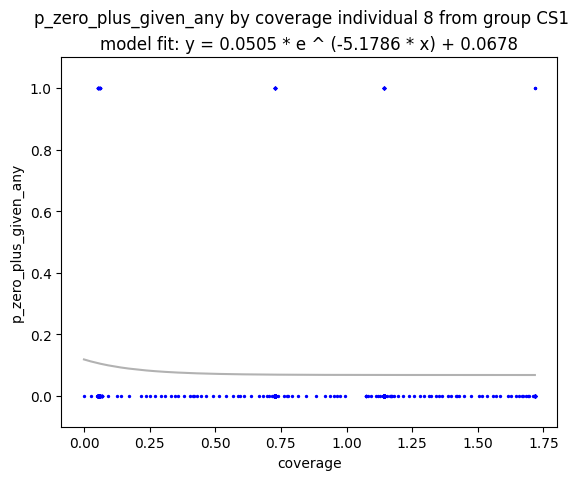 p_zero_plus_given_any by coverage individual 8 from group CS1
model fit: y = 0.0505 * e ^ (-5.1786 * x) + 0.0678
1.0
0.8
0.6
0.4
0.2
0.0
p_zero_plus_given_any
0.00 0.25 0.50 0.75 1.00 1.25 1.50 1.75
coverage